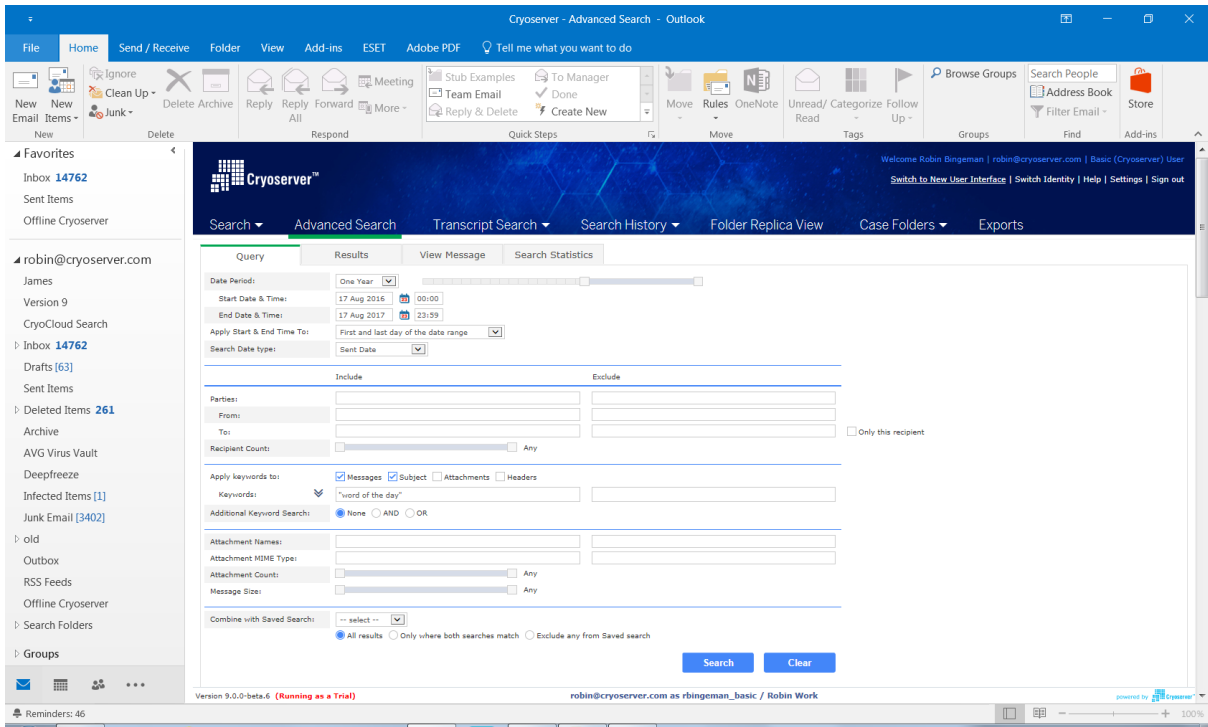 Cryoserver - Advanced Search - Outlook
File Home Send / Receive Folder View Add-ins ESET Adobe PDF Tell me what you want to do
New Email
New Items
Ignore
Clean Up
Junk
Delete Archive
Reply Reply All Forward
Meeting
More
Stub Examples To Manager
Team Email Done
Reply & Delete Create New
Move Rules OneNote
Unread/ Read Categorize Follow Up
Browse Groups
Search People
Address Book
Filter Email
Store
New Delete Respond Quick Steps Move Tags Groups Find Add-ins
Favorites
Inbox 14762
Sent Items
Offline Cryoserver
robin@cryoserver.com
James
Version 9
CryoCloud Search
Inbox 14762
Drafts [63]
Sent Items
Deleted Items 261
Archive
AVG Virus Vault
Deepfreeze
Infected Items [1]
Junk Email [3402]
old
Outbox
RSS Feeds
Offline Cryoserver
Search Folders
Groups
Cryoserver™
Welcome Robin Bingeman | robin@cryoserver.com | Basic (Cryoserver) User
Switch to New User Interface | Switch Identity | Help | Settings | Sign out
Search Advanced Search Transcript Search Search History Folder Replica View Case Folders Exports
Query Results View Message Search Statistics
Date Period: One Year
Start Date & Time: 17 Aug 2016 00:00
End Date & Time: 17 Aug 2017 23:59
Apply Start & End Time To: First and last day of the date range
Search Date type: Sent Date
Include Exclude
Parties:
From:
To: Only this recipient
Recipient Count: Any
Apply keywords to: Messages Subject Attachments Headers
Keywords: "word of the day"
Additional Keyword Search: None AND OR
Attachment Names:
Attachment MIME Type:
Attachment Count: Any
Message Size: Any
Combine with Saved Search: -- select --
All results Only where both searches match Exclude any from Saved search
Search Clear
Version 9.0.0-beta.6 (Running as a Trial) robin@cryoserver.com as rbingeman_basic / Robin Work powered by Cryoserver
Reminders: 46 100%